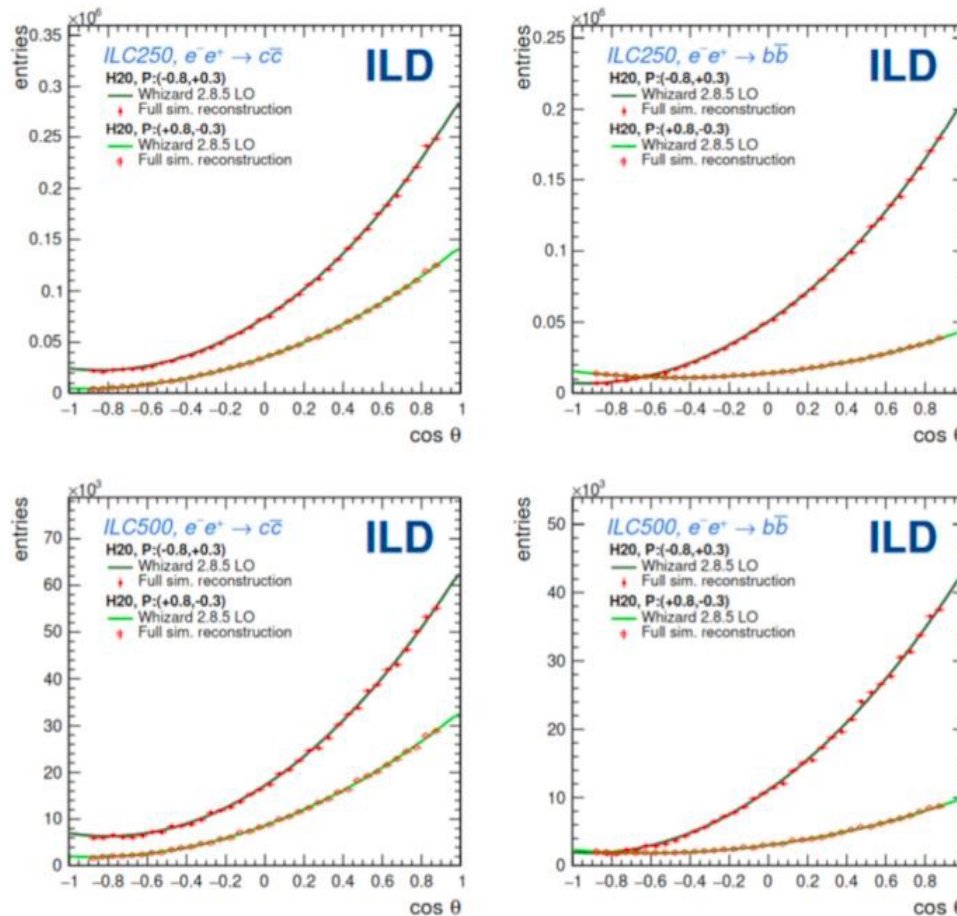 ×10⁶
entries
0.35
0.3
0.25
0.2
0.15
0.1
0.05
0
ILC250, e⁻e⁺ → cc̅
ILD
H20, P:(-0.8,+0.3)
Whizard 2.8.5 LO
Full sim. reconstruction
H20, P:(+0.8,-0.3)
Whizard 2.8.5 LO
Full sim. reconstruction
−1 −0.8 −0.6 −0.4 −0.2 0 0.2 0.4 0.6 0.8 1
cos θ
×10⁶
entries
0.25
0.2
0.15
0.1
0.05
0
ILC250, e⁻e⁺ → bb̅
ILD
H20, P:(-0.8,+0.3)
Whizard 2.8.5 LO
Full sim. reconstruction
H20, P:(+0.8,-0.3)
Whizard 2.8.5 LO
Full sim. reconstruction
−1 −0.8 −0.6 −0.4 −0.2 0 0.2 0.4 0.6 0.8
cos θ
×10³
entries
70
60
50
40
30
20
10
0
ILC500, e⁻e⁺ → cc̅
ILD
H20, P:(-0.8,+0.3)
Whizard 2.8.5 LO
Full sim. reconstruction
H20, P:(+0.8,-0.3)
Whizard 2.8.5 LO
Full sim. reconstruction
−1 −0.8 −0.6 −0.4 −0.2 0 0.2 0.4 0.6 0.8 1
cos θ
×10³
entries
50
40
30
20
10
0
ILC500, e⁻e⁺ → bb̅
ILD
H20, P:(-0.8,+0.3)
Whizard 2.8.5 LO
Full sim. reconstruction
H20, P:(+0.8,-0.3)
Whizard 2.8.5 LO
Full sim. reconstruction
−1 −0.8 −0.6 −0.4 −0.2 0 0.2 0.4 0.6 0.8
cos θ